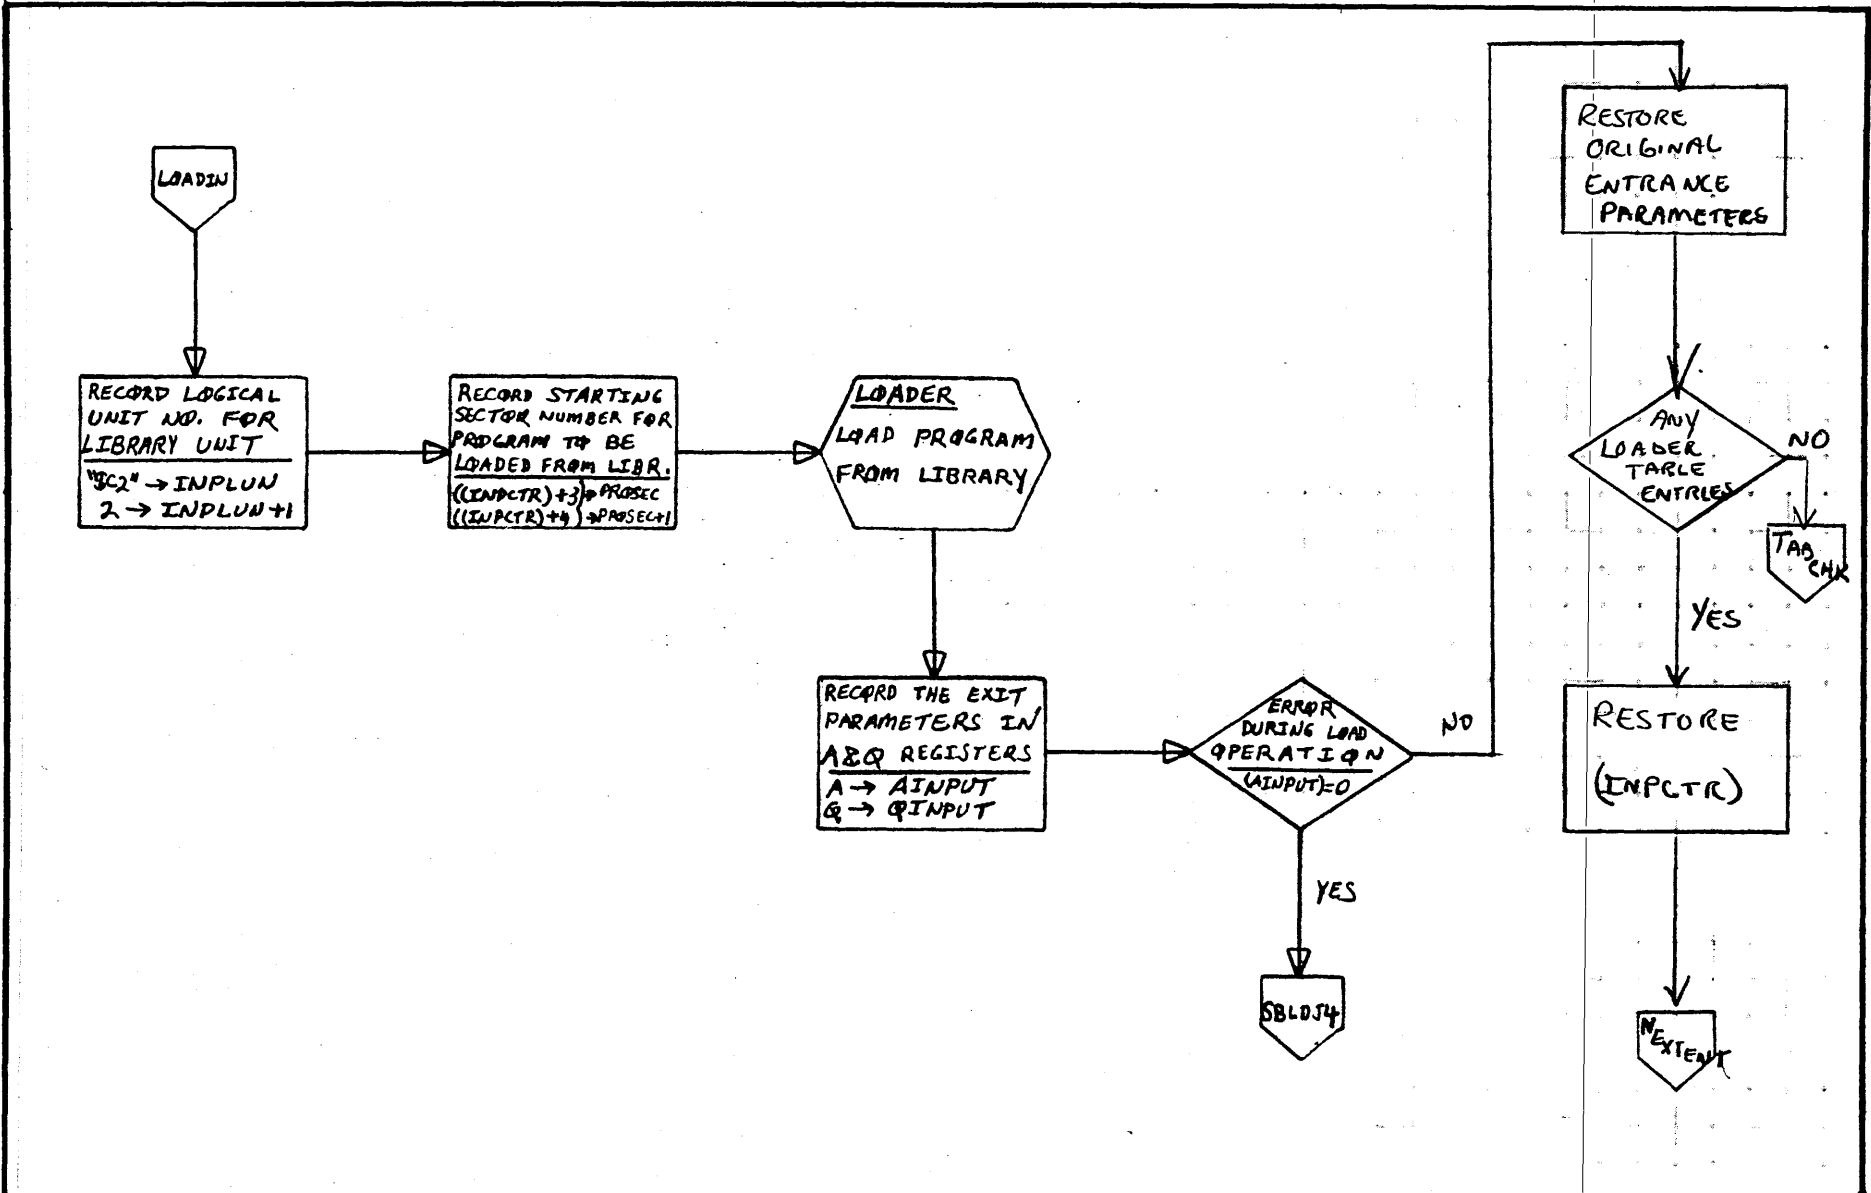 LOADIN
RECORD LOGICAL
UNIT NO. FOR
LIBRARY UNIT
→ INPLUN
2 → INPLUN+1
RECORD STARTING
SECTOR NUMBER FOR
PROGRAM TO BE
LOADED FROM LIBR.
((INPCTR)+3) → PROSEC
((INPCTR)+4) → PROSEC+1
LOADER
LOAD PROGRAM
FROM LIBRARY
RECORD THE EXIT
PARAMETERS IN
A&Q REGISTERS
A → AINPUT
Q → QINPUT
ERROR
DURING LOAD
OPERATION
(AINPUT)=0
NO
YES
SBLDJ4
RESTORE
ORIGINAL
ENTRANCE
PARAMETERS
ANY
LOADER
TABLE
ENTRIES
NO
TABCHK
YES
RESTORE
(INPCTR)
NEXTENT